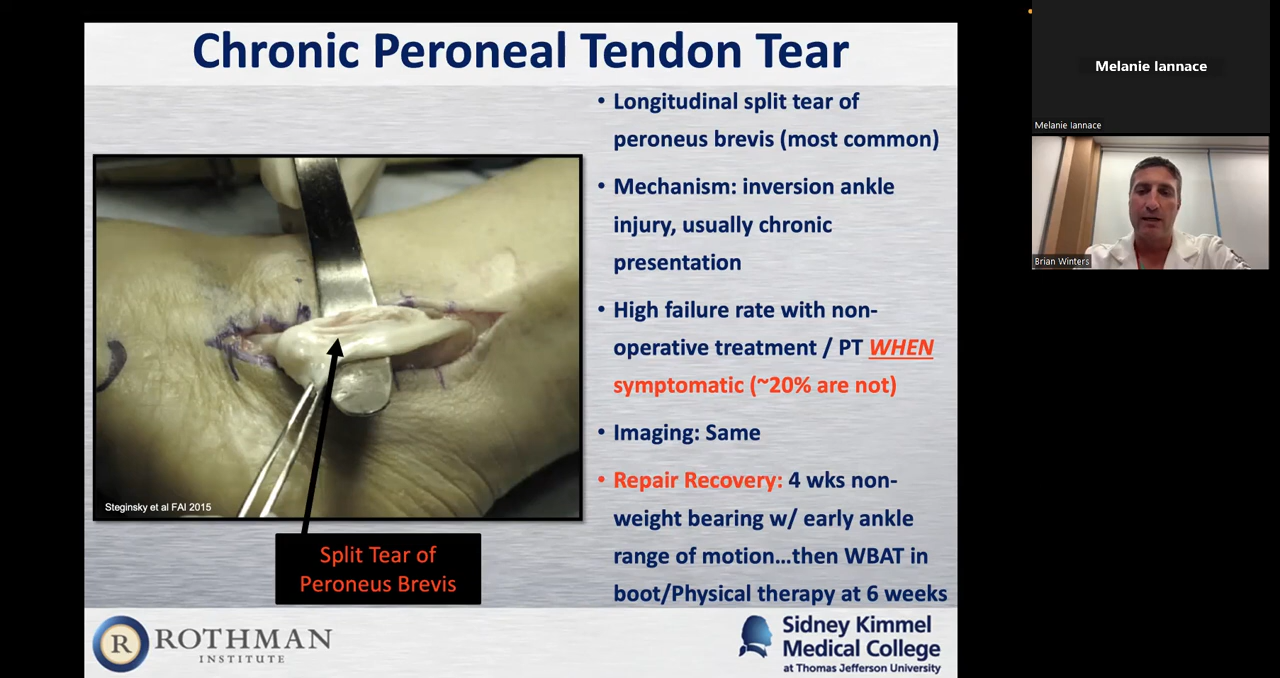 Chronic Peroneal Tendon Tear
• Longitudinal split tear of
peroneus brevis (most common)
• Mechanism: inversion ankle
injury, usually chronic
presentation
• High failure rate with non-
operative treatment / PT WHEN
symptomatic (~20% are not)
• Imaging: Same
• Repair Recovery: 4 wks non-
weight bearing w/ early ankle
range of motion...then WBAT in
boot/Physical therapy at 6 weeks
Steginsky et al FAI 2015
Split Tear of
Peroneus Brevis
R
ROTHMAN
INSTITUTE
Sidney Kimmel
Medical College
at Thomas Jefferson University
Melanie Iannace
Melanie Iannace
Brian Winters